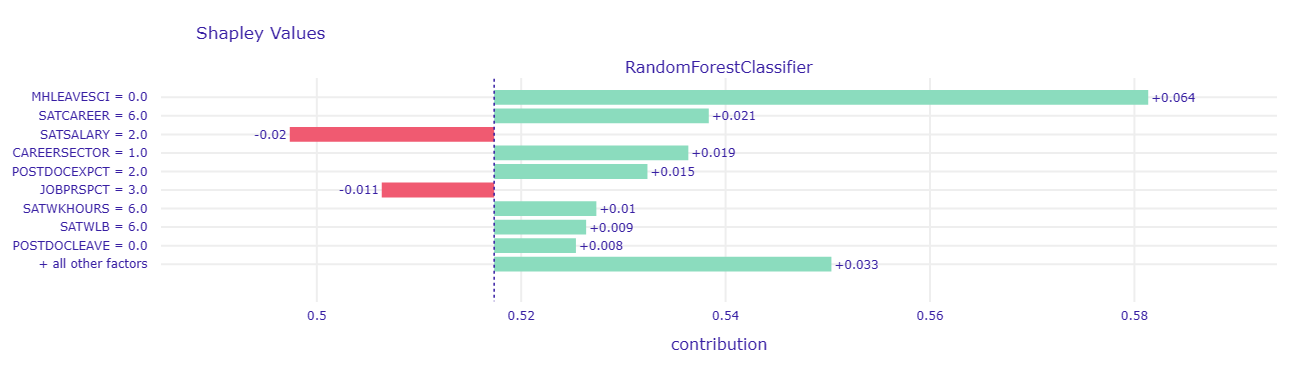 Shapley Values
RandomForestClassifier
MHLEAVESCI = 0.0 +0.064
SATCAREER = 6.0 +0.021
SATSALARY = 2.0 -0.02
CAREERSECTOR = 1.0 +0.019
POSTDOCEXPCT = 2.0 +0.015
JOBPRSPCT = 3.0 -0.011
SATWKHOURS = 6.0 +0.01
SATWLB = 6.0 +0.009
POSTDOCLEAVE = 0.0 +0.008
+ all other factors +0.033
0.5 0.52 0.54 0.56 0.58
contribution